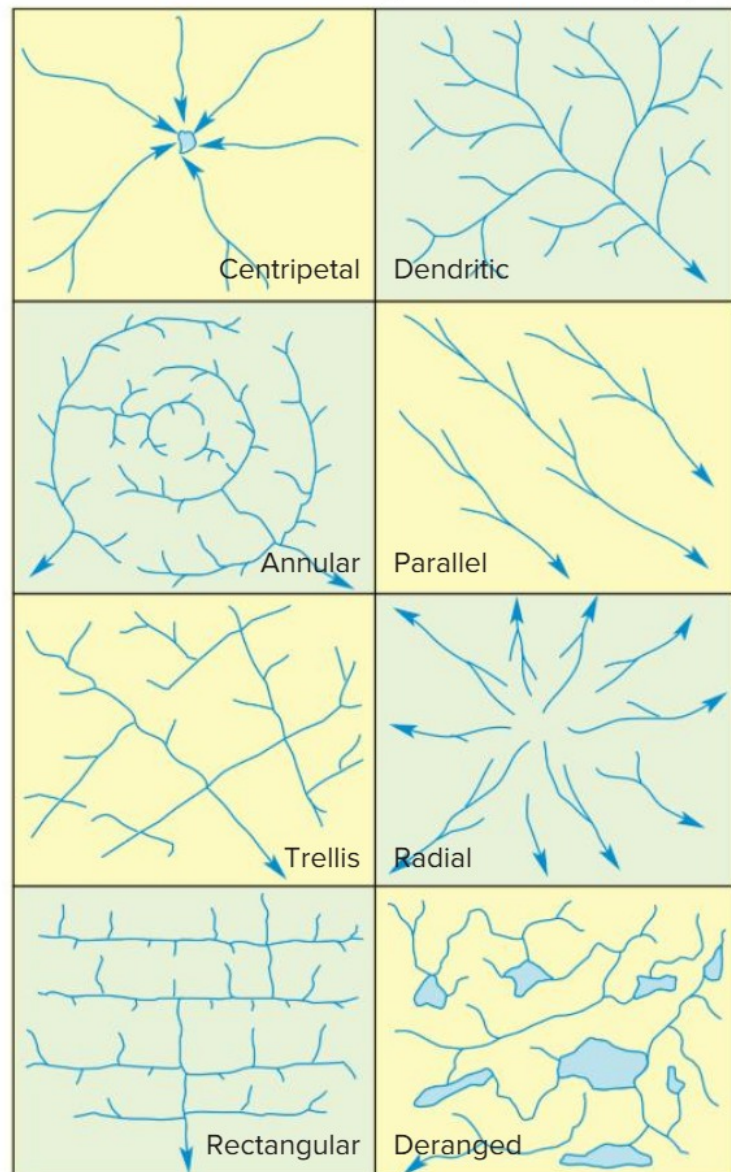 Centripetal
Dendritic
Annular
Parallel
Trellis
Radial
Rectangular
Deranged